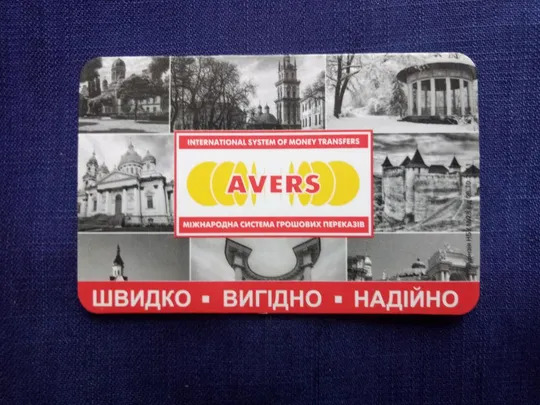 INTERNATIONAL SYSTEM OF MONEY TRANSFERS
AVERS
МІЖНАРОДНА СИСТЕМА ГРОШОВИХ ПЕРЕКАЗІВ
ШВИДКО ▪ ВИГІДНО ▪ НАДІЙНО